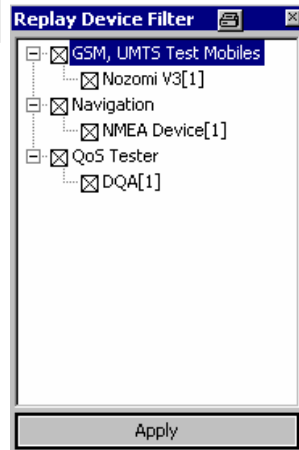 Replay Device Filter
GSM, UMTS Test Mobiles
Nozomi V3[1]
Navigation
NMEA Device[1]
QoS Tester
DQA[1]
Apply